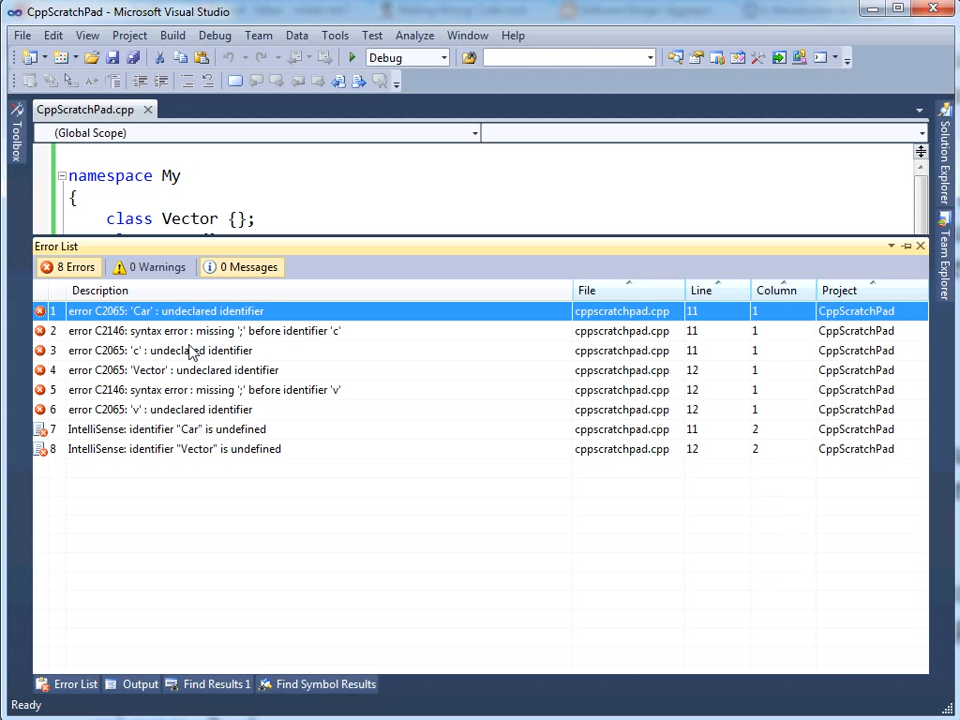 CppScratchPad - Microsoft Visual Studio
File Edit View Project Build Debug Team Data Tools Test Analyze Window Help
Debug
CppScratchPad.cpp
(Global Scope)
Toolbox
Solution Explorer
Team Explorer
namespace My
{
class Vector {};
Error List
8 Errors 0 Warnings 0 Messages
Description File Line Column Project
1 error C2065: 'Car' : undeclared identifier cppscratchpad.cpp 11 1 CppScratchPad
2 error C2146: syntax error : missing ';' before identifier 'c' cppscratchpad.cpp 11 1 CppScratchPad
3 error C2065: 'c' : undeclared identifier cppscratchpad.cpp 11 1 CppScratchPad
4 error C2065: 'Vector' : undeclared identifier cppscratchpad.cpp 12 1 CppScratchPad
5 error C2146: syntax error : missing ';' before identifier 'v' cppscratchpad.cpp 12 1 CppScratchPad
6 error C2065: 'v' : undeclared identifier cppscratchpad.cpp 12 1 CppScratchPad
7 IntelliSense: identifier "Car" is undefined cppscratchpad.cpp 11 2 CppScratchPad
8 IntelliSense: identifier "Vector" is undefined cppscratchpad.cpp 12 2 CppScratchPad
Error List Output Find Results 1 Find Symbol Results
Ready